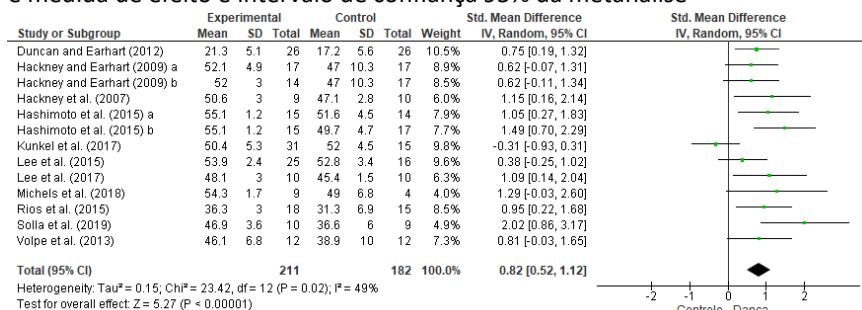 e medida de efeito e intervalo de confiança 95% da metanálise
Experimental Control Std. Mean Difference Std. Mean Difference
Study or Subgroup Mean SD Total Mean SD Total Weight IV, Random, 95% CI IV, Random, 95% CI
Duncan and Earhart (2012) 21.3 5.1 26 17.2 5.6 26 10.5% 0.75 [0.19, 1.32]
Hackney and Earhart (2009) a 52.1 4.9 17 47 10.3 17 8.8% 0.62 [-0.07, 1.31]
Hackney and Earhart (2009) b 52 3 14 47 10.3 17 8.4% 0.62 [-0.11, 1.34]
Hackney et al. (2007) 50.6 3 9 47.1 2.8 10 6.0% 1.15 [0.16, 2.14]
Hashimoto et al. (2015) a 55.1 1.2 15 51.6 4.5 14 7.9% 1.05 [0.27, 1.83]
Hashimoto et al. (2015) b 55.1 1.2 15 49.7 4.7 17 7.8% 1.49 [0.70, 2.29]
Kunkel et al. (2017) 50.4 5.3 31 52 4.5 15 9.8% -0.31 [-0.93, 0.31]
Lee et al. (2015) 53.9 2.4 25 52.8 3.4 16 9.6% 0.38 [-0.25, 1.02]
Lee et al. (2017) 48.1 3 10 45.4 1.5 10 6.3% 1.09 [0.14, 2.04]
Michels et al. (2018) 54.3 1.7 9 49 6.8 4 4.0% 1.29 [-0.03, 2.60]
Rios et al. (2015) 36.3 3 18 31.3 6.9 15 8.5% 0.95 [0.22, 1.68]
Solla et al. (2019) 46.9 3.6 10 36.6 6 9 4.9% 2.02 [0.86, 3.17]
Volpe et al. (2013) 46.1 6.8 12 38.9 10 12 7.3% 0.81 [-0.03, 1.65]
Total (95% CI) 211 182 100.0% 0.82 [0.52, 1.12]
Heterogeneity: Tau² = 0.15; Chi² = 23.42, df = 12 (P = 0.02); I² = 49%
Test for overall effect: Z = 5.27 (P < 0.00001)
-2 -1 0 1 2
Controle Dança